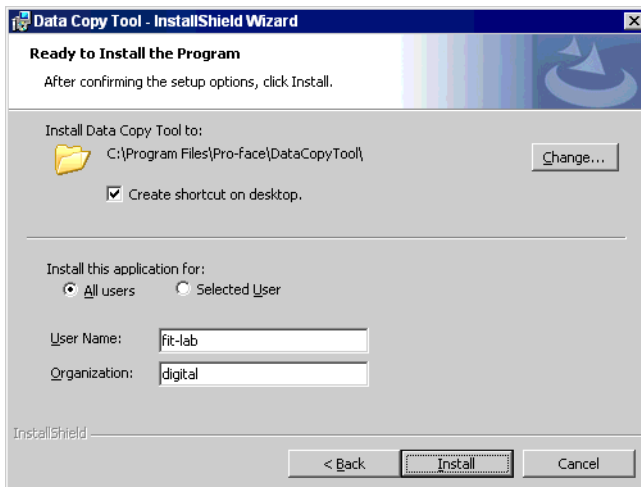 Data Copy Tool - InstallShield Wizard
Ready to Install the Program
After confirming the setup options, click Install.
Install Data Copy Tool to:
C:\Program Files\Pro-face\DataCopyTool\
Change...
Create shortcut on desktop.
Install this application for:
All users Selected User
User Name: fit-lab
Organization: digital
InstallShield
< Back Install Cancel